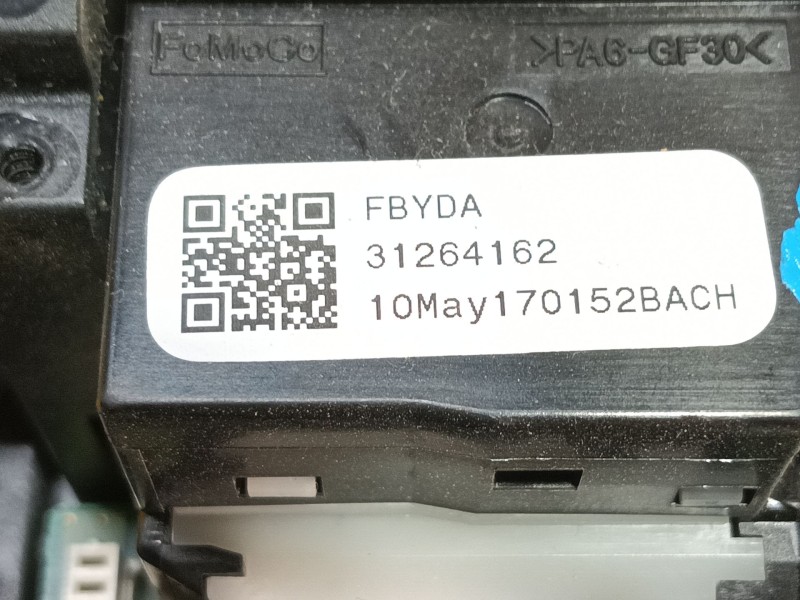 FoMoCo
>PA6-GF30<
FBYDA
31264162
10May170152BACH